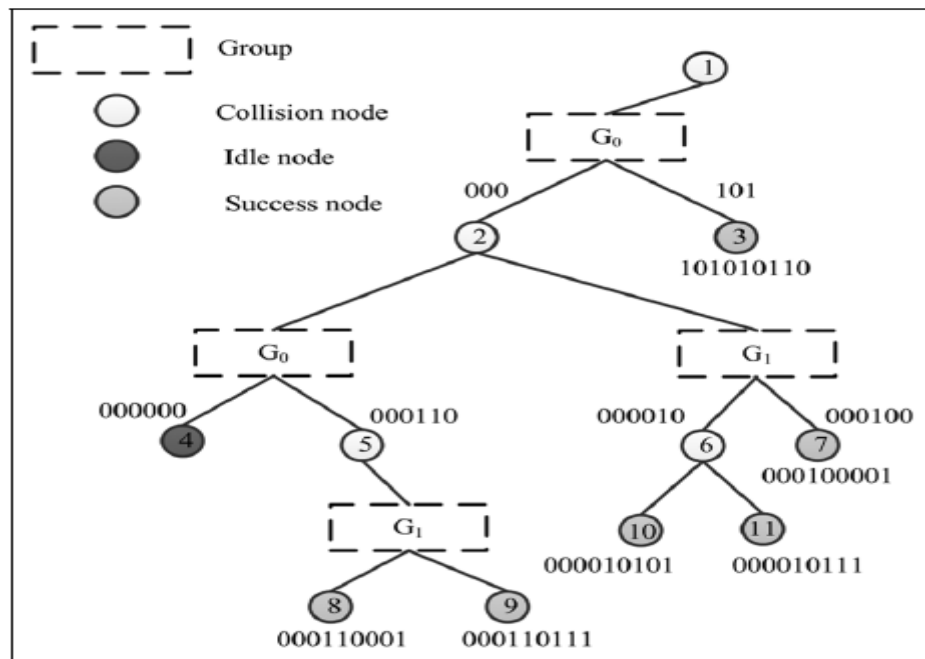 Group
Collision node
Idle node
Success node
1
G₀
000
101
2
3
101010110
G₀
G₁
000000
000110
000010
000100
4
5
6
7
000100001
G₁
10
11
000010101
000010111
8
9
000110001
000110111